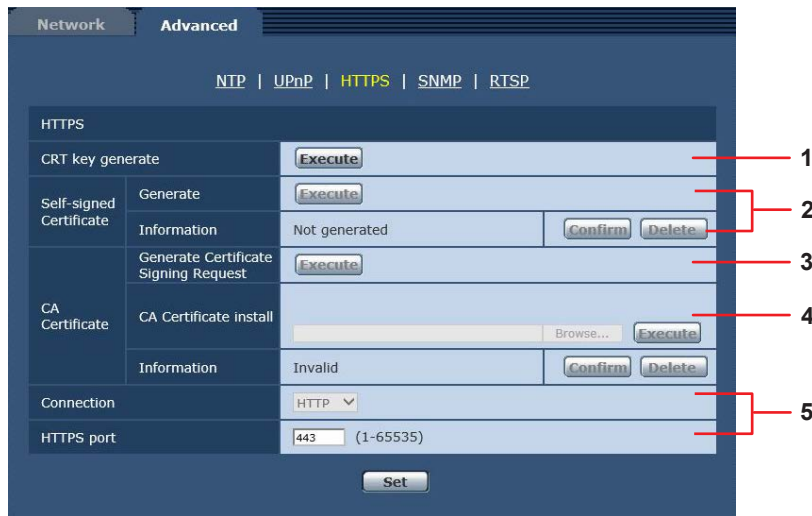 Network Advanced
NTP | UPnP | HTTPS | SNMP | RTSP
HTTPS
CRT key generate Execute 1
Self-signed Certificate
Generate Execute
2
Information Not generated Confirm Delete
CA Certificate
Generate Certificate Signing Request Execute 3
CA Certificate install Browse... Execute 4
Information Invalid Confirm Delete
Connection HTTP
5
HTTPS port 443 (1-65535)
Set